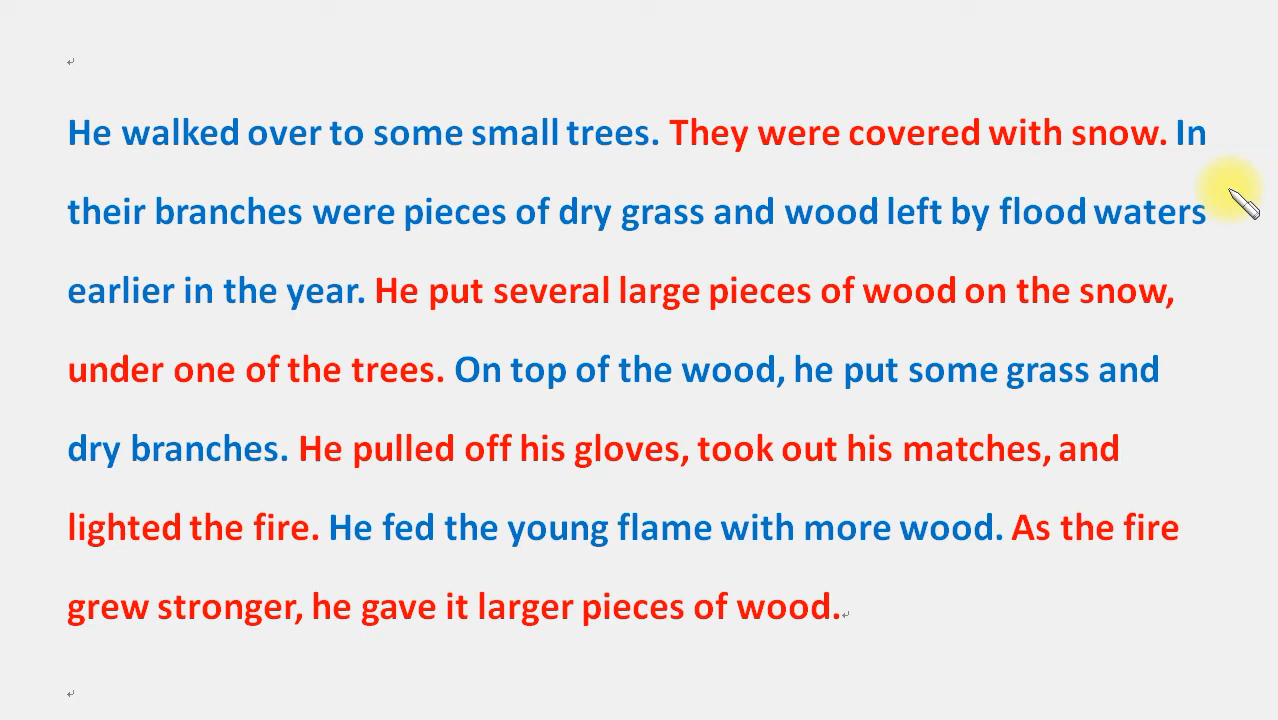 He walked over to some small trees. They were covered with snow. In
their branches were pieces of dry grass and wood left by flood waters
earlier in the year. He put several large pieces of wood on the snow,
under one of the trees. On top of the wood, he put some grass and
dry branches. He pulled off his gloves, took out his matches, and
lighted the fire. He fed the young flame with more wood. As the fire
grew stronger, he gave it larger pieces of wood.